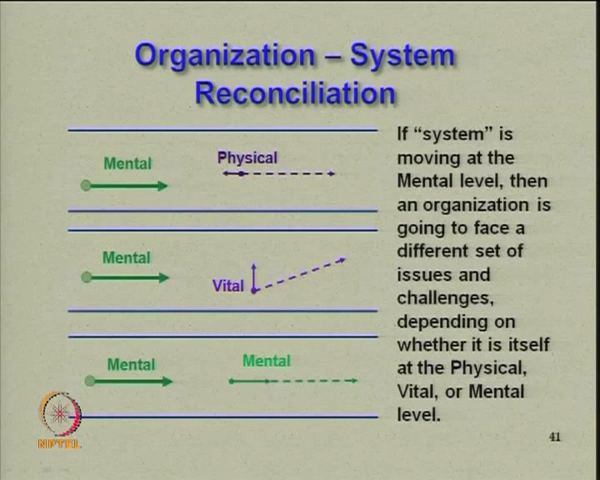 Organization – System
Reconciliation
Mental
Physical
Mental
Vital
Mental
Mental
If “system” is
moving at the
Mental level, then
an organization is
going to face a
different set of
issues and
challenges,
depending on
whether it is itself
at the Physical,
Vital, or Mental
level.
NPTEL
41